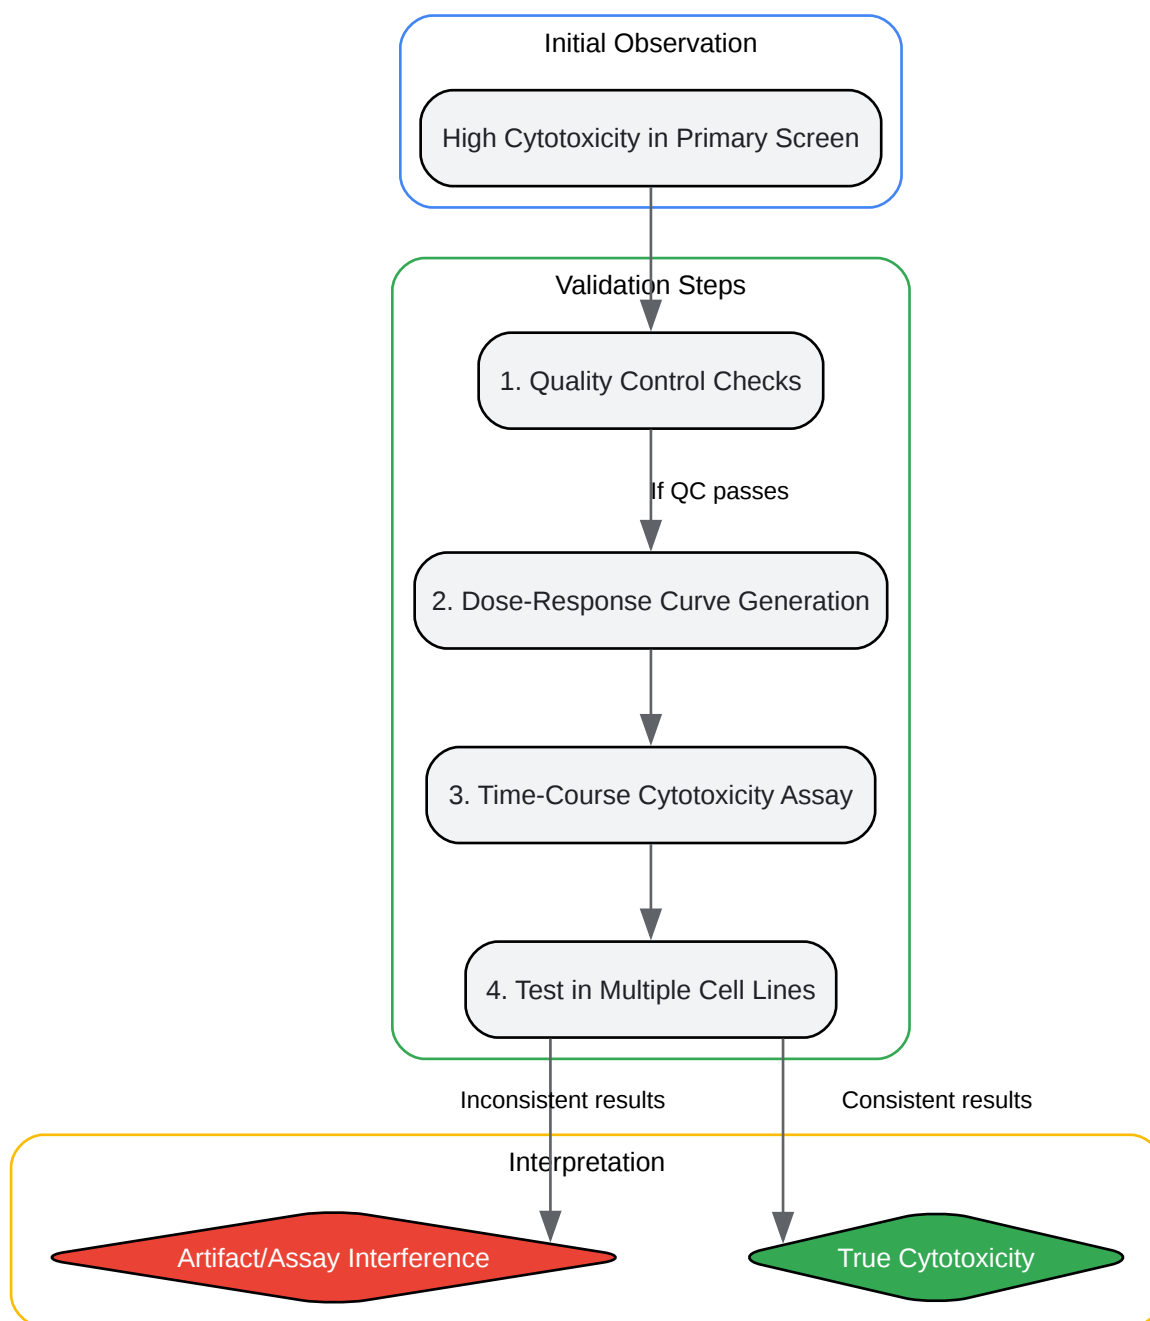 Initial Observation
High Cytotoxicity in Primary Screen
Validation Steps
1. Quality Control Checks
If QC passes
2. Dose-Response Curve Generation
3. Time-Course Cytotoxicity Assay
4. Test in Multiple Cell Lines
Inconsistent results
Consistent results
Interpretation
Artifact/Assay Interference
True Cytotoxicity